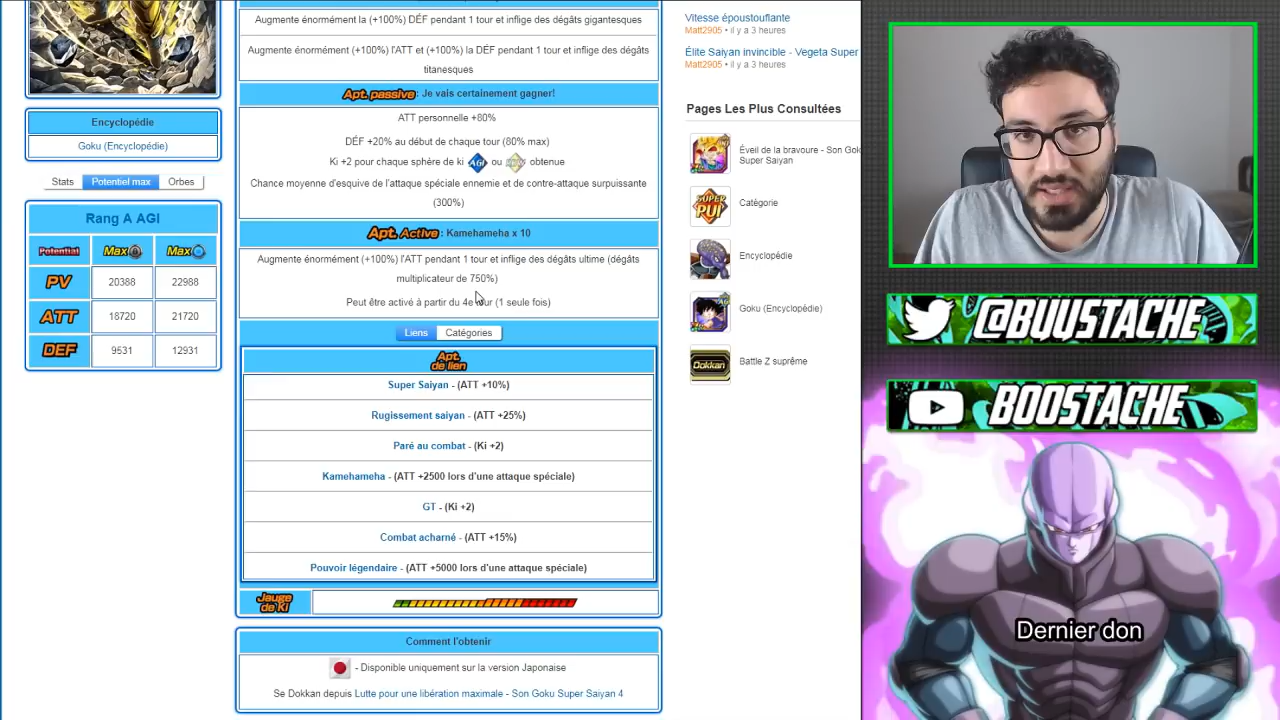 Augmente énormément la (+100%) DÉF pendant 1 tour et inflige des dégâts gigantesques
Augmente énormément (+100%) l'ATT et (+100%) la DÉF pendant 1 tour et inflige des dégâts
titanesques
Apt. passive: Je vais certainement gagner!
ATT personnelle +80%
DÉF +20% au début de chaque tour (80% max)
Ki +2 pour chaque sphère de ki AGI ou obtenue
Chance moyenne d'esquive de l'attaque spéciale ennemie et de contre-attaque surpuissante
(300%)
Apt. Active: Kamehameha x 10
Augmente énormément (+100%) l'ATT pendant 1 tour et inflige des dégâts ultime (dégâts
multiplicateur de 750%)
Peut être activé à partir du 4e tour (1 seule fois)
Liens
Catégories
Apt. de lien
Super Saiyan - (ATT +10%)
Rugissement saiyan - (ATT +25%)
Paré au combat - (Ki +2)
Kamehameha - (ATT +2500 lors d'une attaque spéciale)
GT - (Ki +2)
Combat acharné - (ATT +15%)
Pouvoir légendaire - (ATT +5000 lors d'une attaque spéciale)
Jauge de Ki
Comment l'obtenir
- Disponible uniquement sur la version Japonaise
Se Dokkan depuis Lutte pour une libération maximale - Son Goku Super Saiyan 4
Encyclopédie
Goku (Encyclopédie)
Stats
Potentiel max
Orbes
Rang A AGI
Potential Max Max
PV 20388 22988
ATT 18720 21720
DEF 9531 12931
Vitesse époustouflante
Matt2905 • il y a 3 heures
Élite Saiyan invincible - Vegeta Super
Matt2905 • il y a 3 heures
Pages Les Plus Consultées
Éveil de la bravoure - Son Gok
Super Saiyan
SUPER PUI
Catégorie
Encyclopédie
Goku (Encyclopédie)
Dokkan
Battle Z suprême
@BUUSTACHE
BOOSTACHE
Dernier don